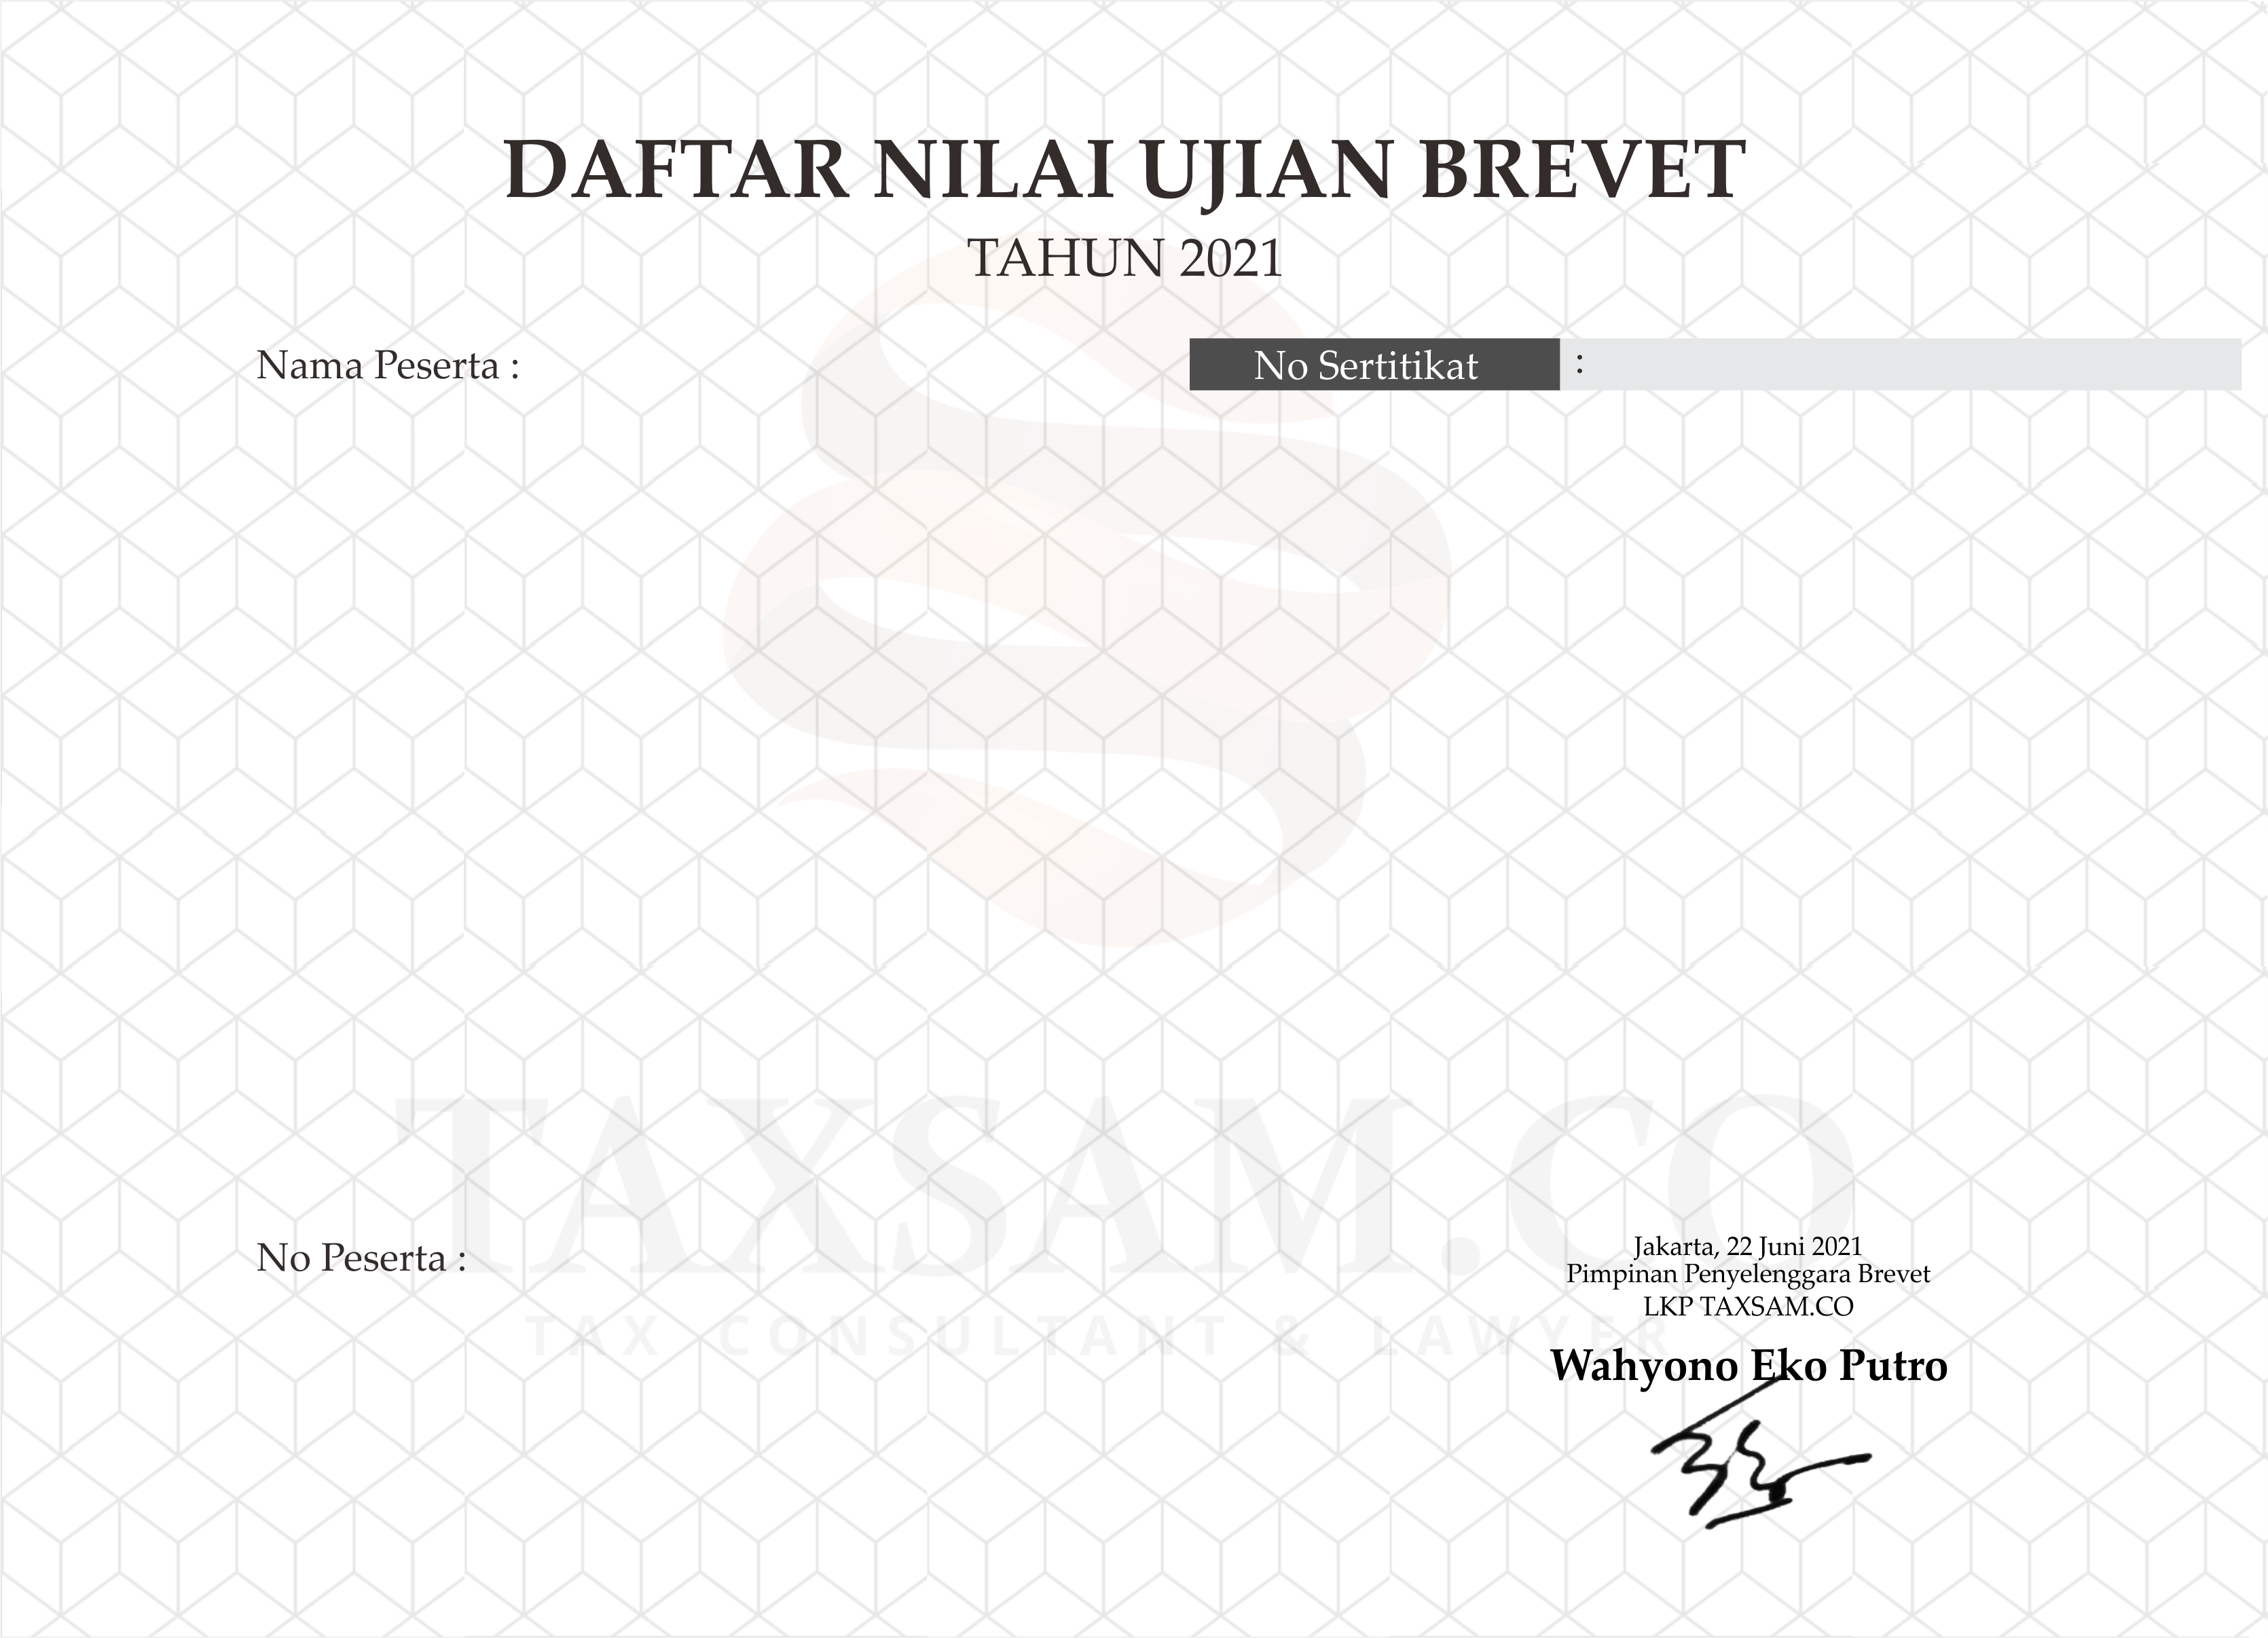 DAFTAR NILAI UJIAN BREVET
TAHUN 2021
Nama Peserta :
No Sertitikat :
TAXSAM.CO
TAX CONSULTANT & LAWYER
No Peserta :
Jakarta, 22 Juni 2021
Pimpinan Penyelenggara Brevet
LKP TAXSAM.CO
Wahyono Eko Putro